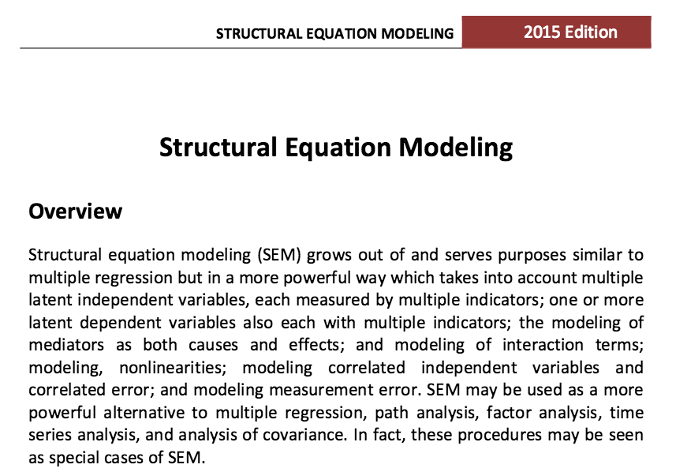 STRUCTURAL EQUATION MODELING 2015 Edition
Structural Equation Modeling
Overview
Structural equation modeling (SEM) grows out of and serves purposes similar to
multiple regression but in a more powerful way which takes into account multiple
latent independent variables, each measured by multiple indicators; one or more
latent dependent variables also each with multiple indicators; the modeling of
mediators as both causes and effects; and modeling of interaction terms;
modeling, nonlinearities; modeling correlated independent variables and
correlated error; and modeling measurement error. SEM may be used as a more
powerful alternative to multiple regression, path analysis, factor analysis, time
series analysis, and analysis of covariance. In fact, these procedures may be seen
as special cases of SEM.